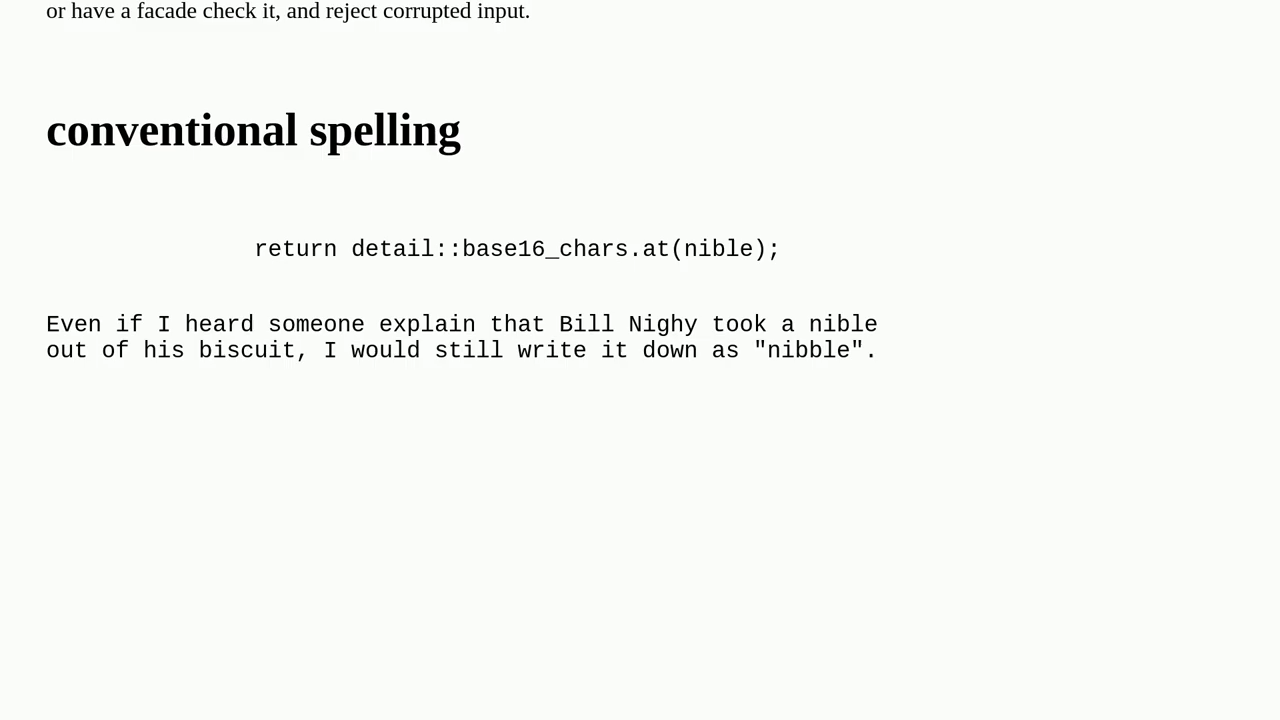 or have a facade check it, and reject corrupted input.
conventional spelling
return detail::base16_chars.at(nible);
Even if I heard someone explain that Bill Nighy took a nible
out of his biscuit, I would still write it down as "nibble".